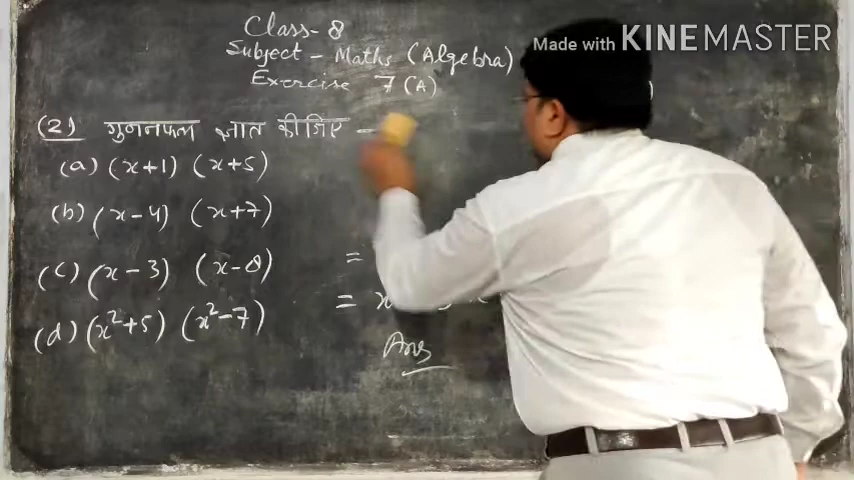 Class-8
Made with KINEMASTER
Subject - Maths (Algebra)
Exercise 7(A)
(2) गुणनफल ज्ञात कीजिए -
(a) (x+1) (x+5)
(b) (x-4) (x+7)
(c) (x-3) (x-8)
=
(d) (x²+5) (x²-7)
= x
Ans